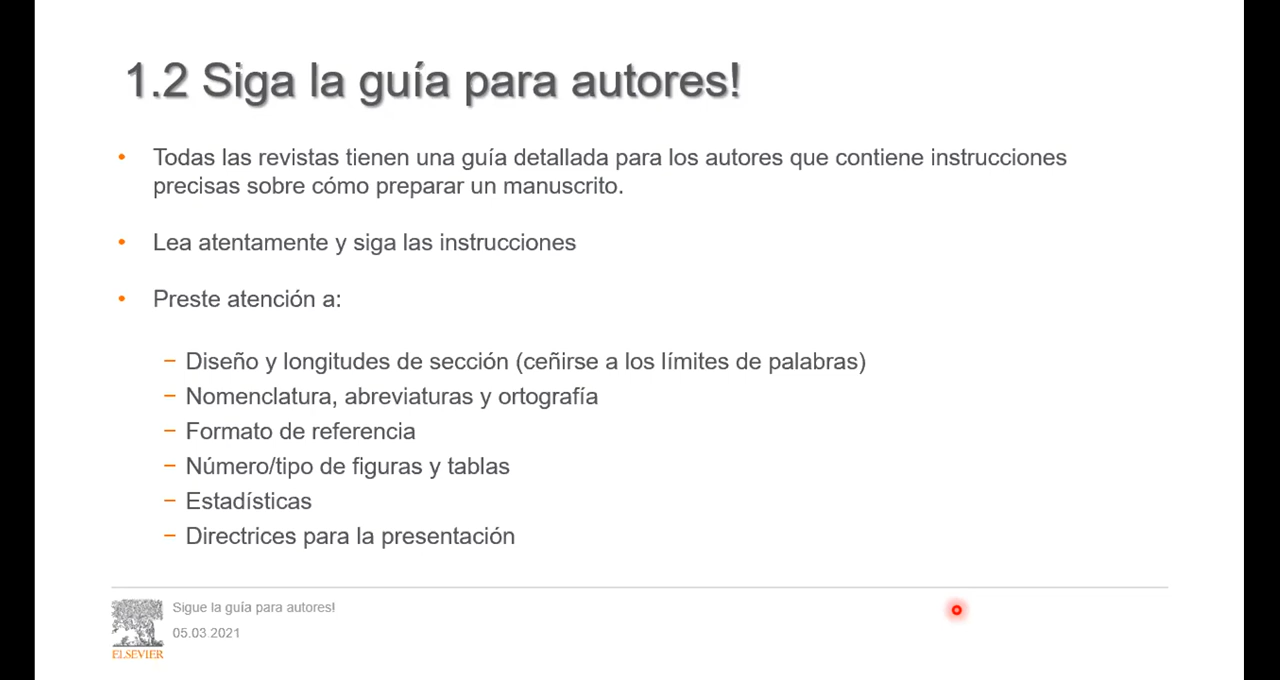 1.2 Siga la guía para autores!
• Todas las revistas tienen una guía detallada para los autores que contiene instrucciones
precisas sobre cómo preparar un manuscrito.
• Lea atentamente y siga las instrucciones
• Preste atención a:
− Diseño y longitudes de sección (ceñirse a los límites de palabras)
− Nomenclatura, abreviaturas y ortografía
− Formato de referencia
− Número/tipo de figuras y tablas
− Estadísticas
− Directrices para la presentación
Sigue la guía para autores!
05.03.2021
ELSEVIER